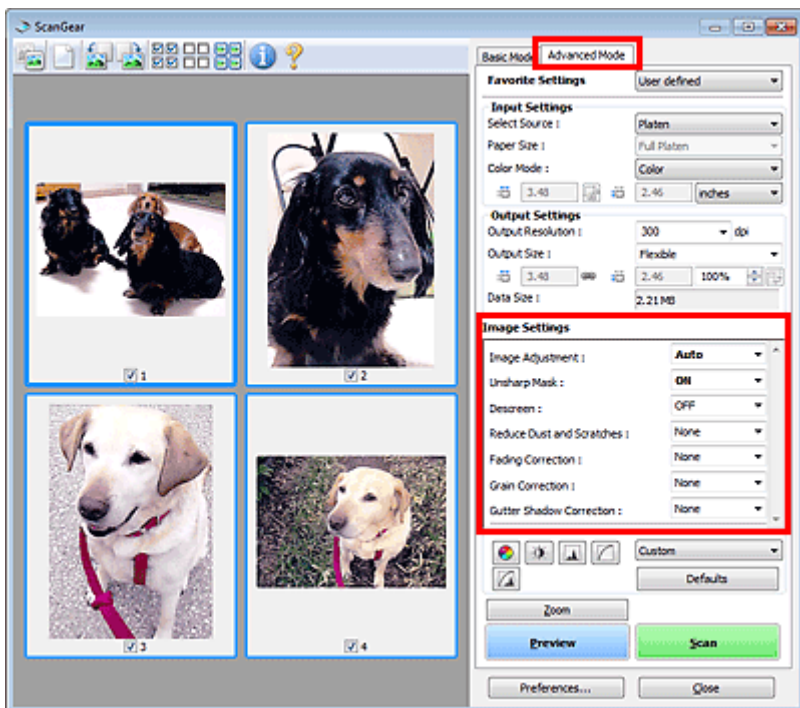 ScanGear
Basic Mode Advanced Mode
Favorite Settings User defined
Input Settings
Select Source : Platen
Paper Size : Full Platen
Color Mode : Color
3.48 2.46 inches
Output Settings
Output Resolution : 300 dpi
Output Size : Flexible
3.48 2.46 100%
Data Size : 2.21 MB
Image Settings
Image Adjustment : Auto
Unsharp Mask : ON
Descreen : OFF
Reduce Dust and Scratches : None
Fading Correction : None
Grain Correction : None
Gutter Shadow Correction : None
1
2
3
4
Custom
Defaults
Zoom
Preview Scan
Preferences... Close